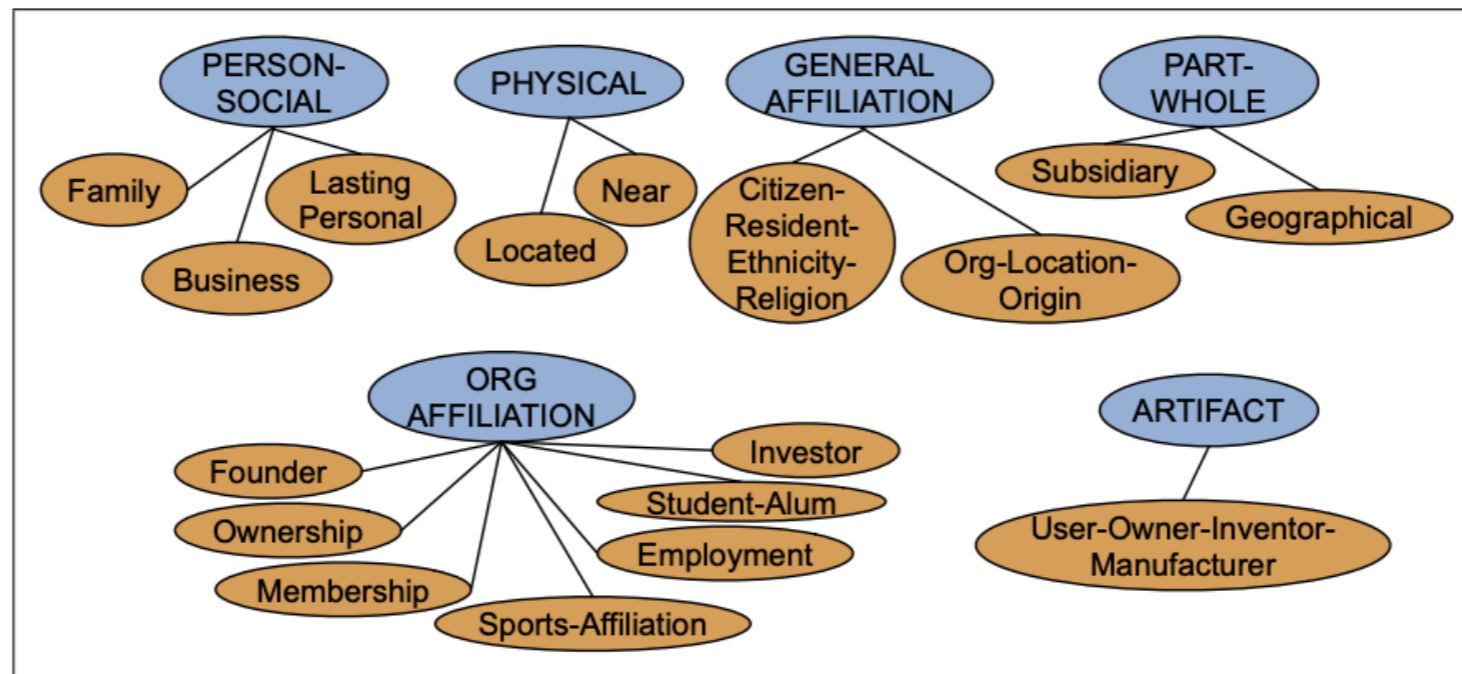 PERSON-
SOCIAL
PHYSICAL
GENERAL
AFFILIATION
PART-
WHOLE
Family
Lasting
Personal
Business
Near
Located
Citizen-
Resident-
Ethnicity-
Religion
Org-Location-
Origin
Subsidiary
Geographical
ORG
AFFILIATION
Founder
Ownership
Membership
Sports-Affiliation
Employment
Student-Alum
Investor
ARTIFACT
User-Owner-Inventor-
Manufacturer